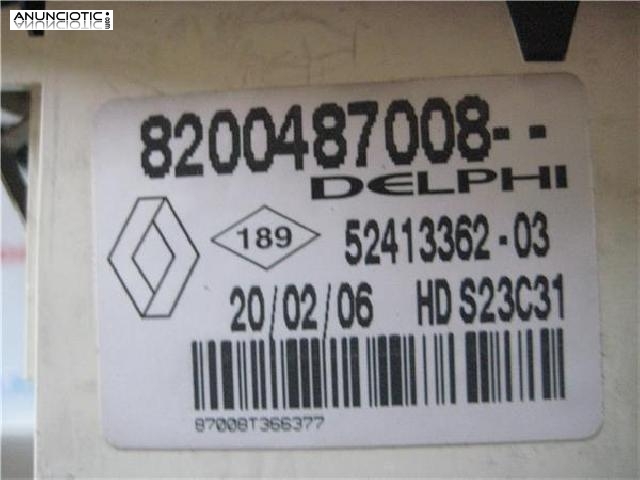 ANUNCIOTIC.COM
8200487008--
DELPHI
189 52413362-03
20/02/06 HD S23C31
87008T366377